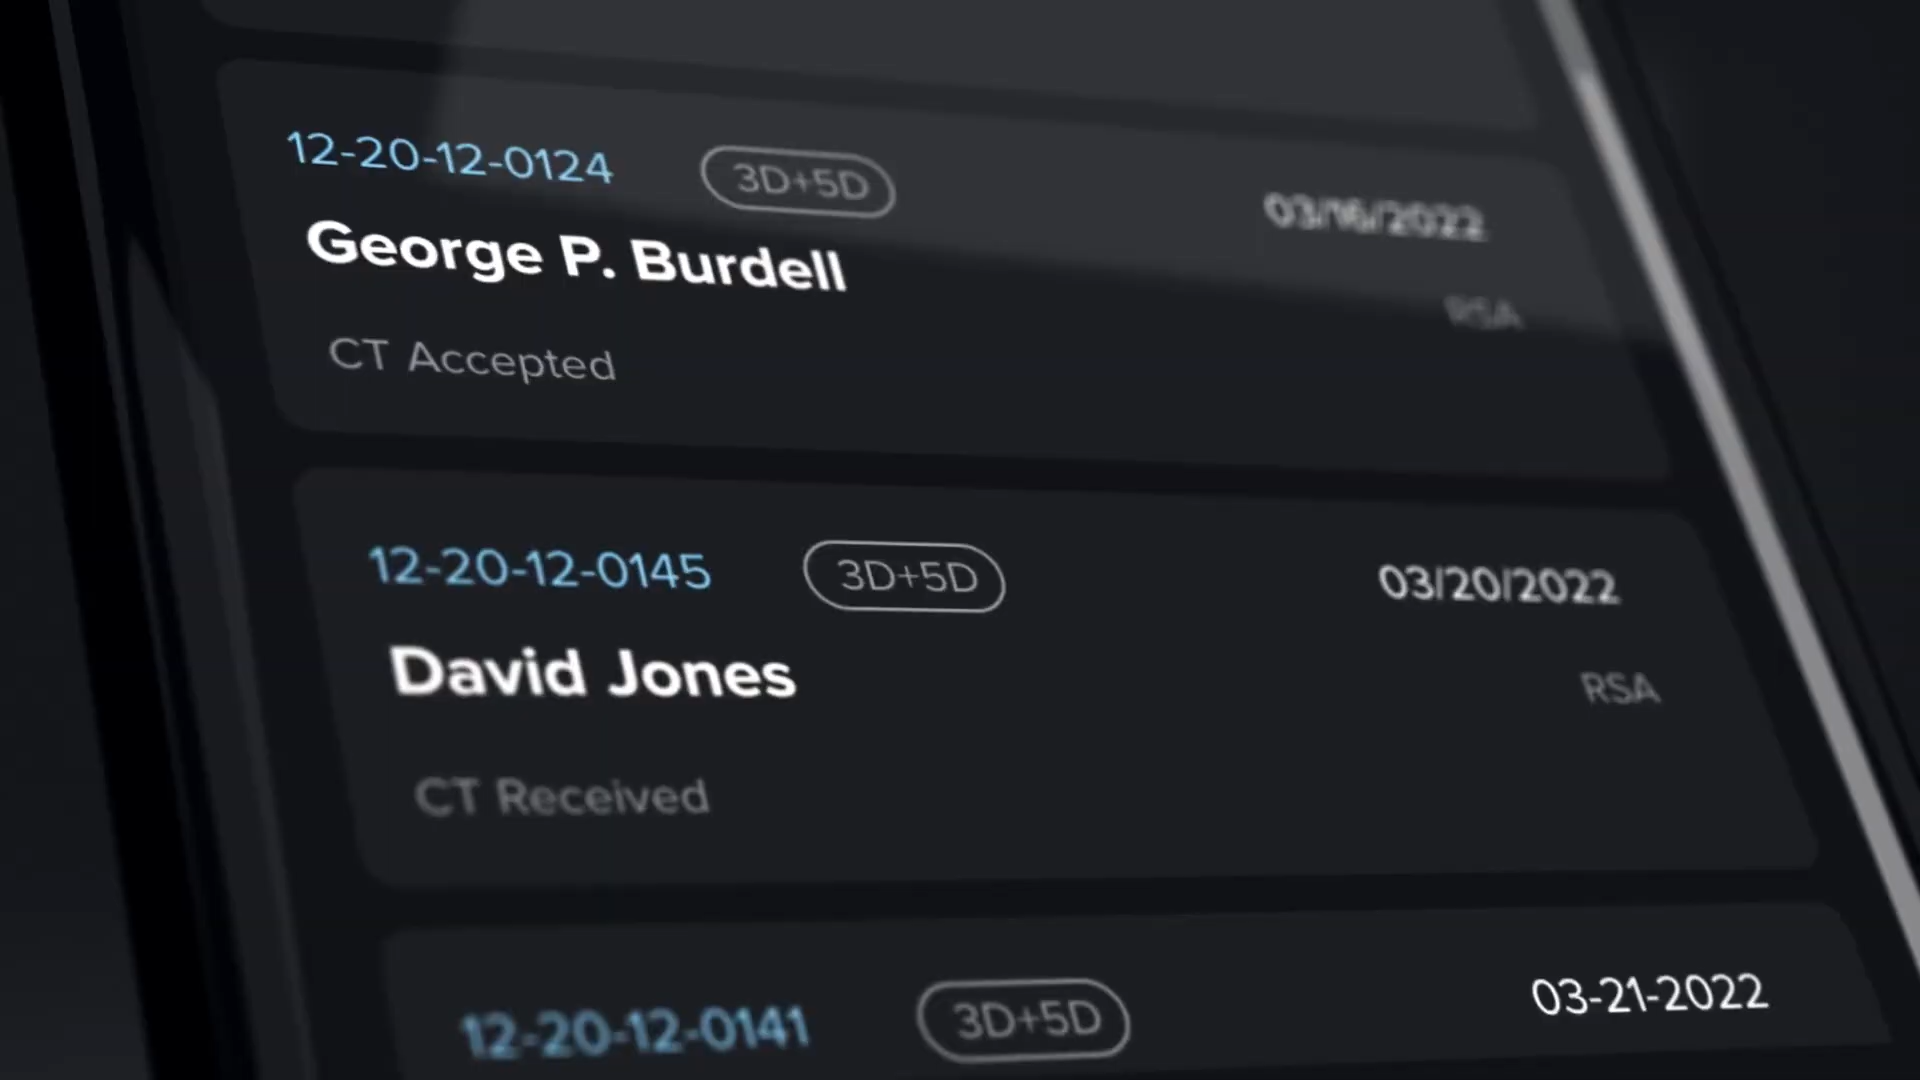 12-20-12-0124 3D+5D 03/16/2022
George P. Burdell RSA
CT Accepted
12-20-12-0145 3D+5D 03/20/2022
David Jones RSA
CT Received
12-20-12-0141 3D+5D 03-21-2022